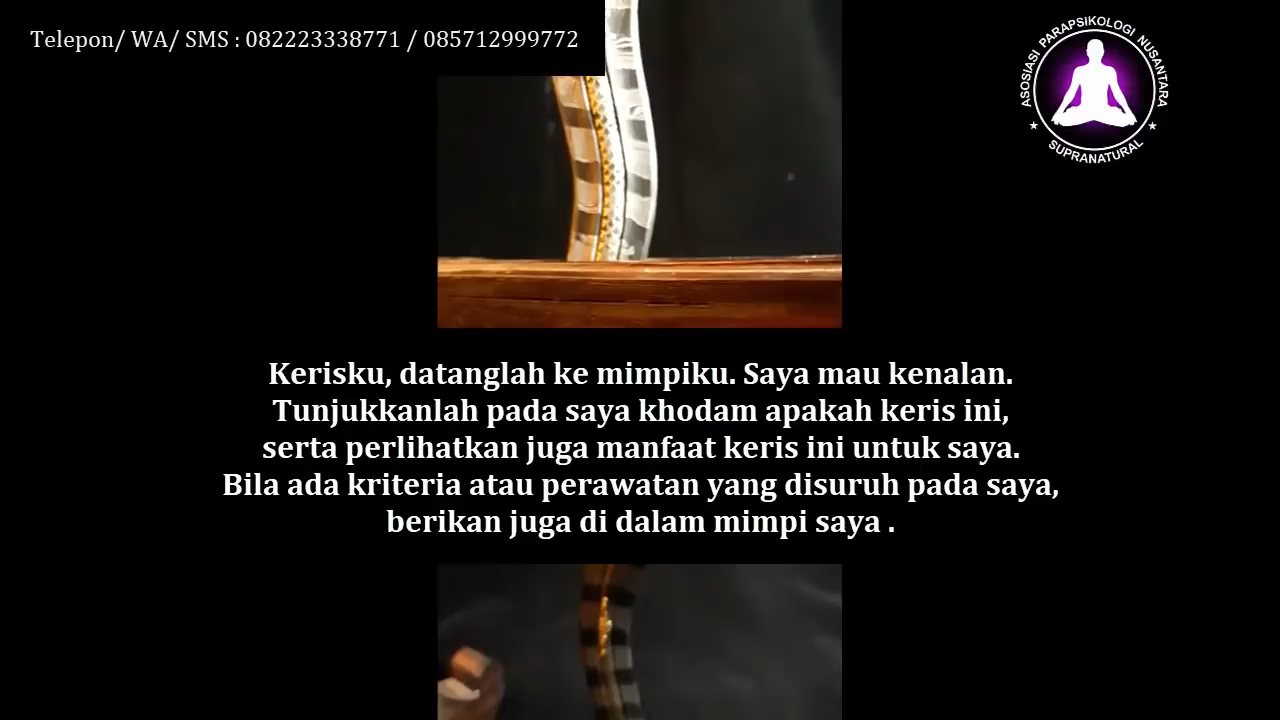 Telepon/ WA/ SMS : 082223338771 / 085712999772
ASOSIASI PARAPSIKOLOGI NUSANTARA
SUPRANATURAL
Kerisku, datanglah ke mimpiku. Saya mau kenalan.
Tunjukkanlah pada saya khodam apakah keris ini,
serta perlihatkan juga manfaat keris ini untuk saya.
Bila ada kriteria atau perawatan yang disuruh pada saya,
berikan juga di dalam mimpi saya .